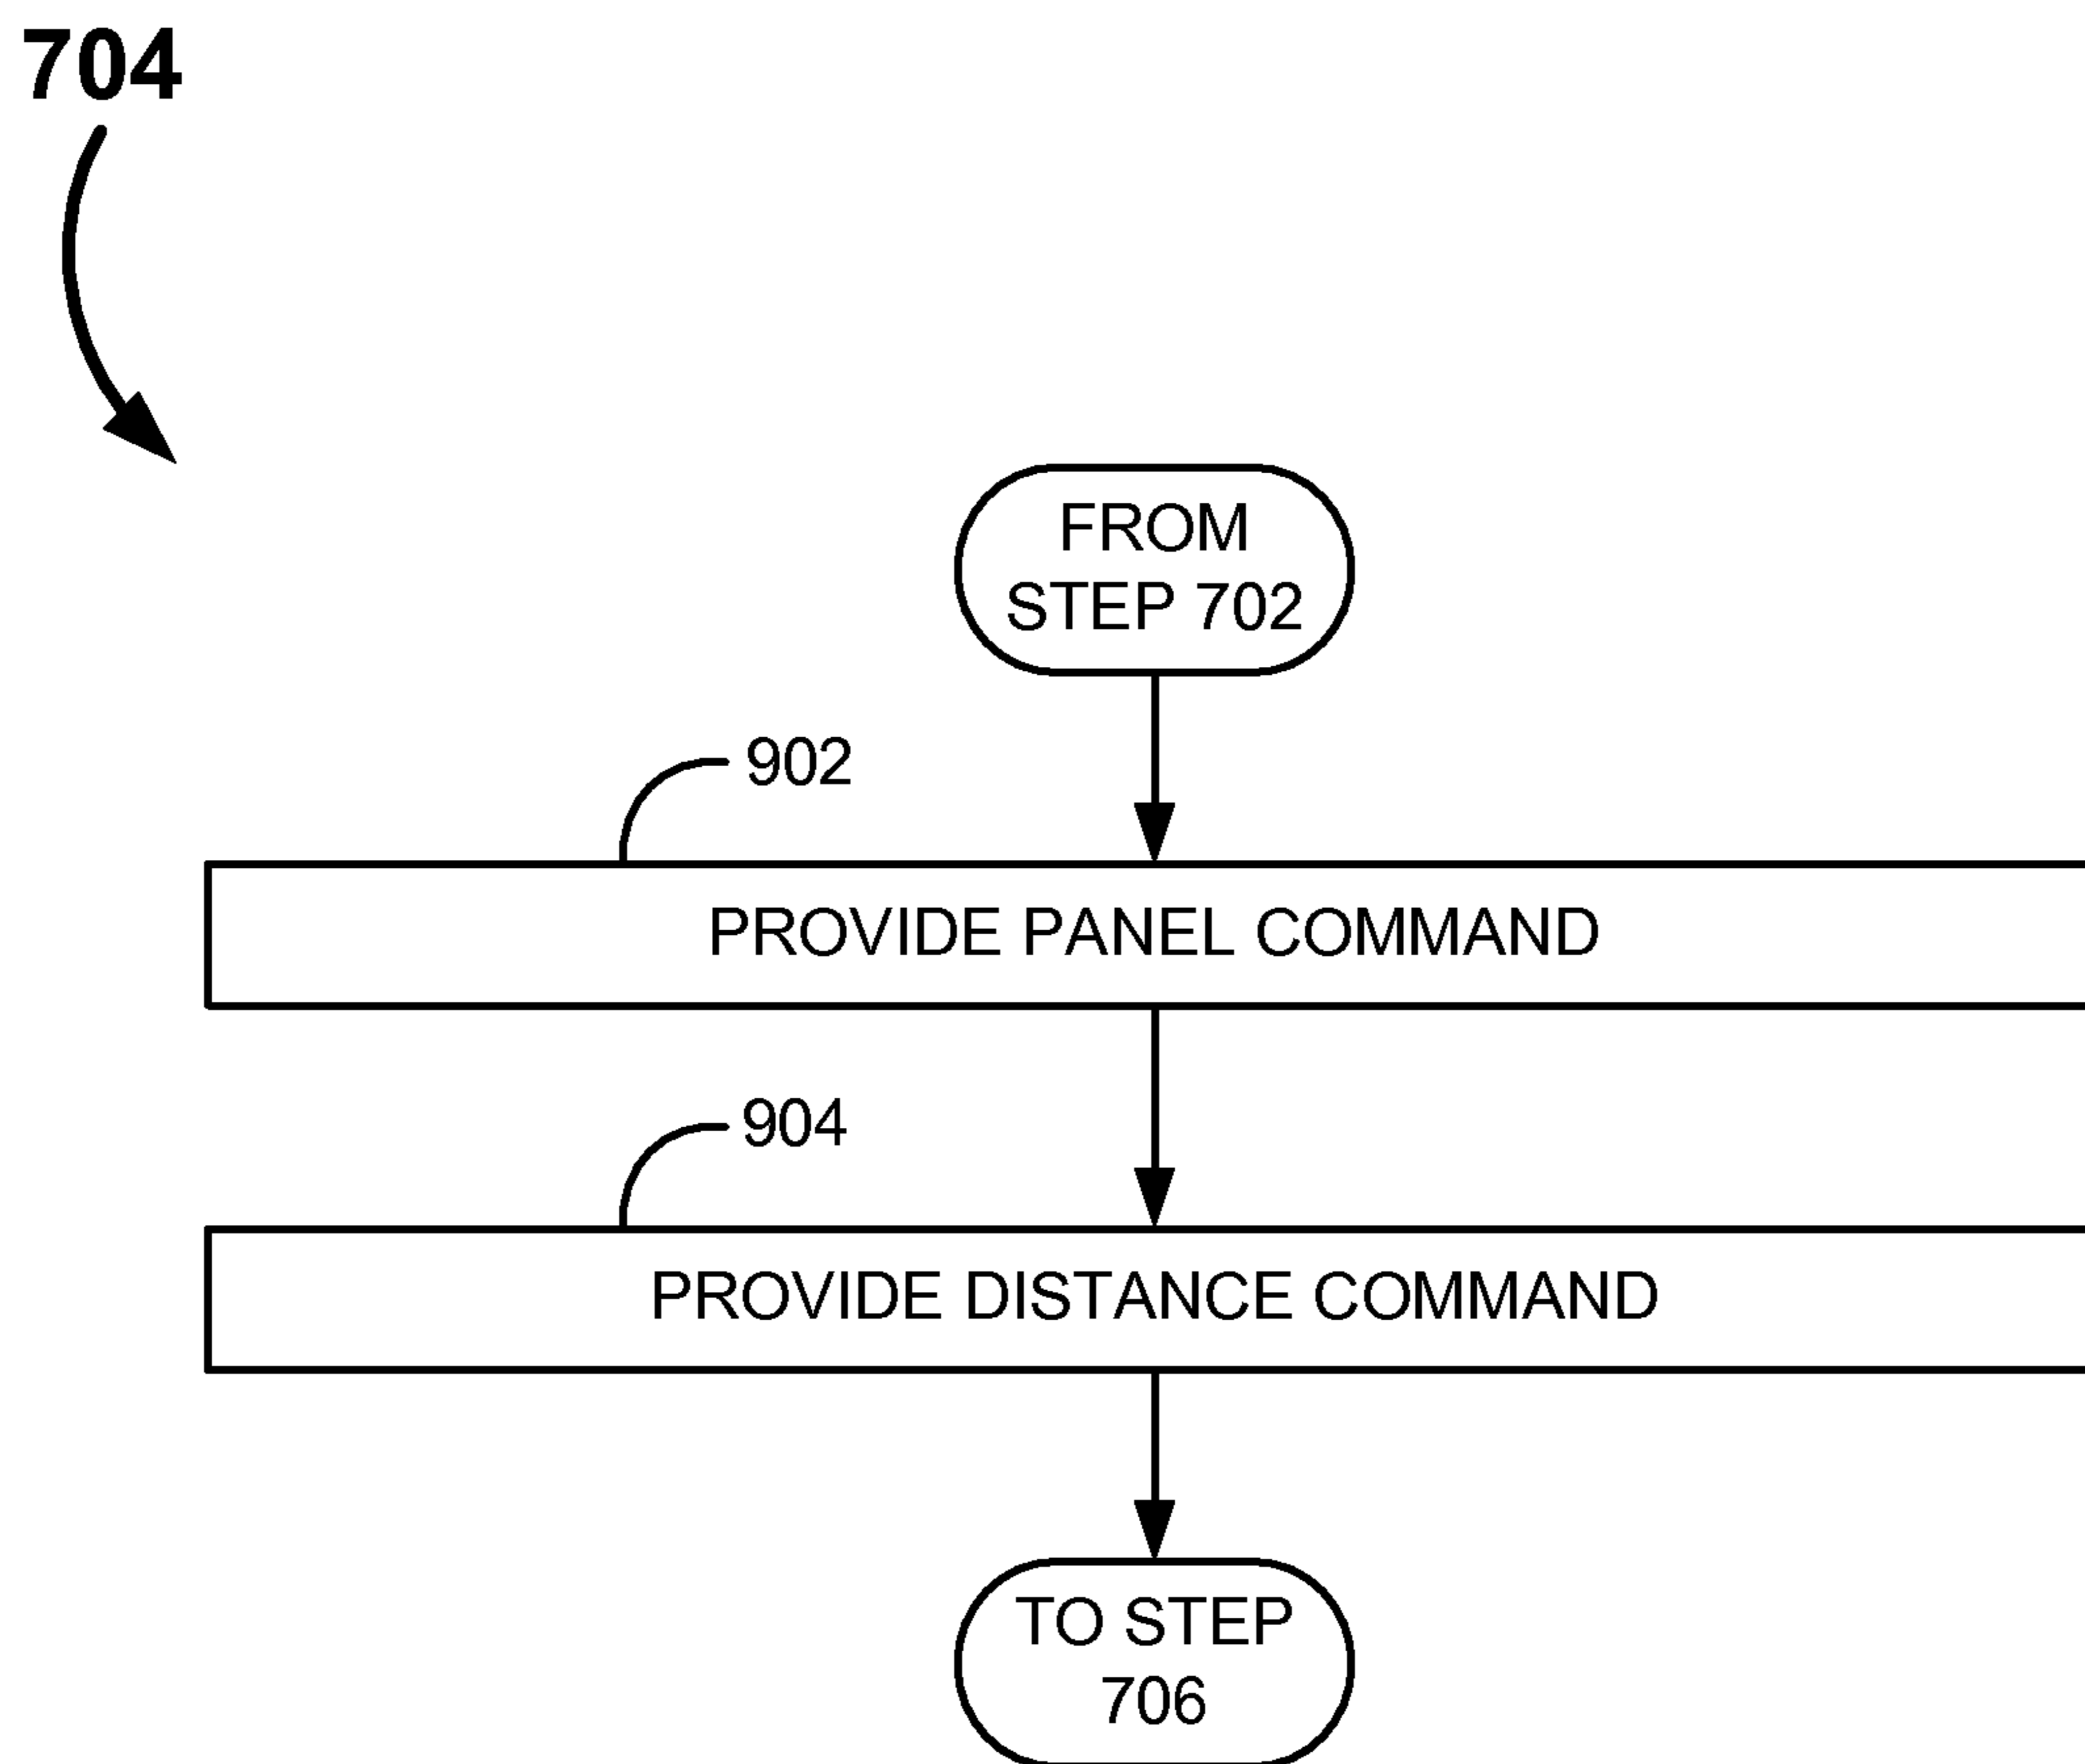 704
FROM
STEP 702
902
PROVIDE PANEL COMMAND
904
PROVIDE DISTANCE COMMAND
TO STEP
706